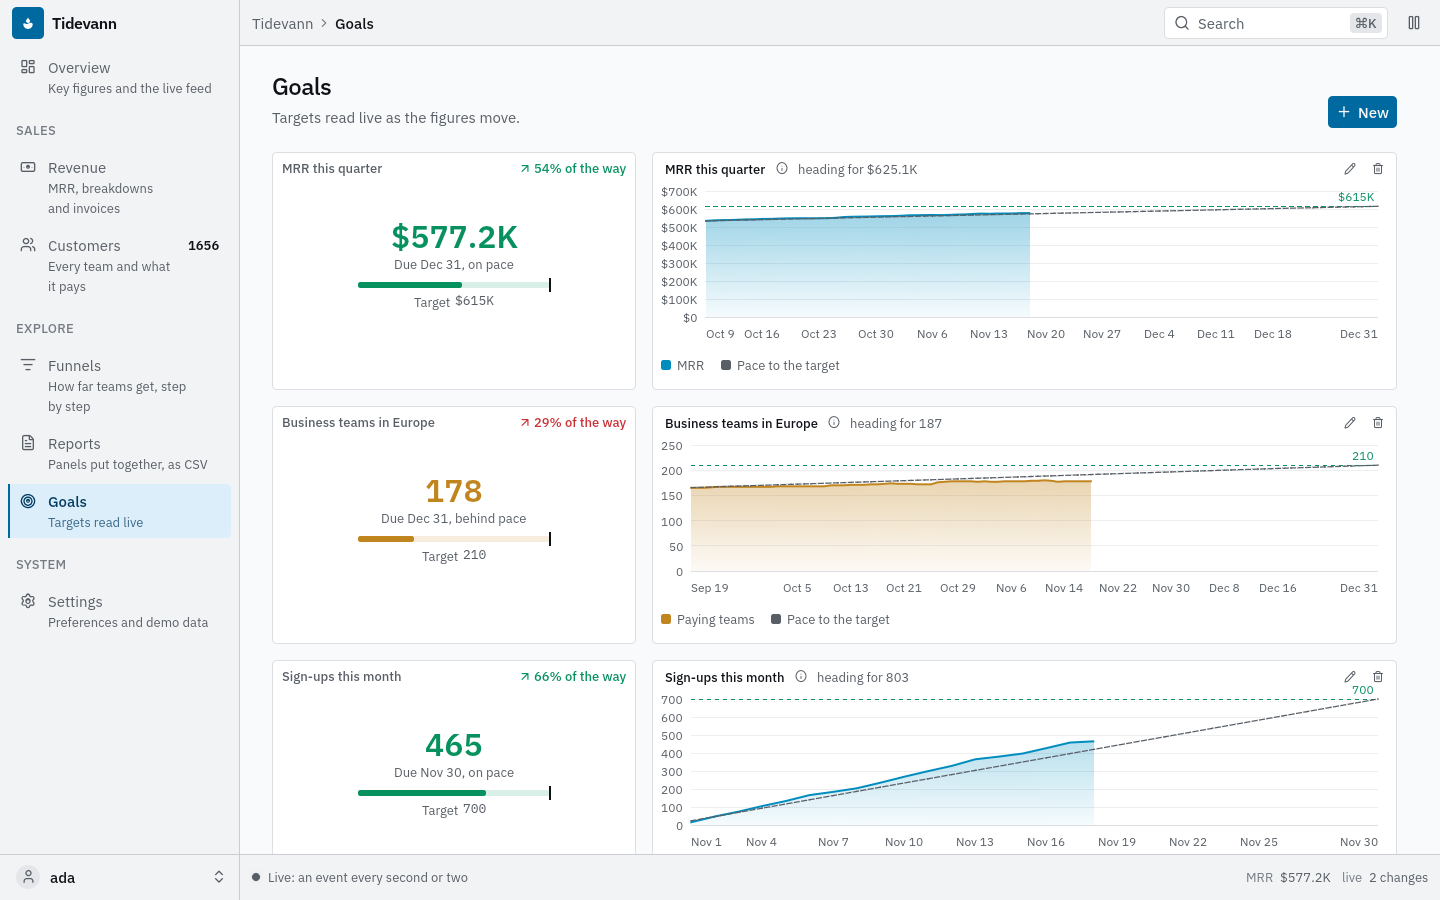 Tidevann
Overview
Key figures and the live feed
SALES
Revenue
MRR, breakdowns
and invoices
Customers 1656
Every team and what
it pays
EXPLORE
Funnels
How far teams get, step
by step
Reports
Panels put together, as CSV
Goals
Targets read live
SYSTEM
Settings
Preferences and demo data
ada
Tidevann > Goals
Search ⌘K
Goals
Targets read live as the figures move.
+ New
MRR this quarter 54% of the way
$577.2K
Due Dec 31, on pace
Target $615K
MRR this quarter heading for $625.1K
$700K
$615K
$600K
$500K
$400K
$300K
$200K
$100K
$0
Oct 9 Oct 16 Oct 23 Oct 30 Nov 6 Nov 13 Nov 20 Nov 27 Dec 4 Dec 11 Dec 18 Dec 31
MRR Pace to the target
Business teams in Europe 29% of the way
178
Due Dec 31, behind pace
Target 210
Business teams in Europe heading for 187
250
210
200
150
100
50
0
Sep 19 Oct 5 Oct 13 Oct 21 Oct 29 Nov 6 Nov 14 Nov 22 Nov 30 Dec 8 Dec 16 Dec 31
Paying teams Pace to the target
Sign-ups this month 66% of the way
465
Due Nov 30, on pace
Target 700
Sign-ups this month heading for 803
700
700
600
500
400
300
200
100
0
Nov 1 Nov 4 Nov 7 Nov 10 Nov 13 Nov 16 Nov 19 Nov 22 Nov 25 Nov 30
Live: an event every second or two
MRR $577.2K live 2 changes